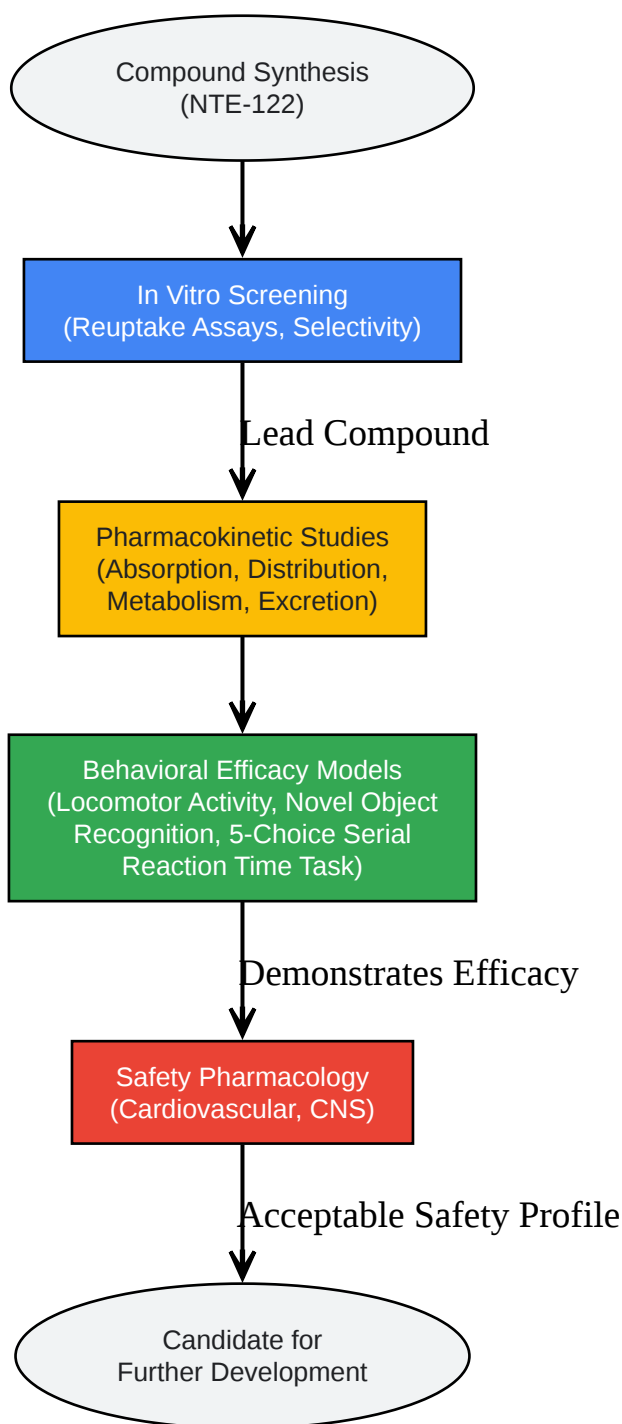 Compound Synthesis
(NTE-122)
In Vitro Screening
(Reuptake Assays, Selectivity)
Lead Compound
Pharmacokinetic Studies
(Absorption, Distribution,
Metabolism, Excretion)
Behavioral Efficacy Models
(Locomotor Activity, Novel Object
Recognition, 5-Choice Serial
Reaction Time Task)
Demonstrates Efficacy
Safety Pharmacology
(Cardiovascular, CNS)
Acceptable Safety Profile
Candidate for
Further Development